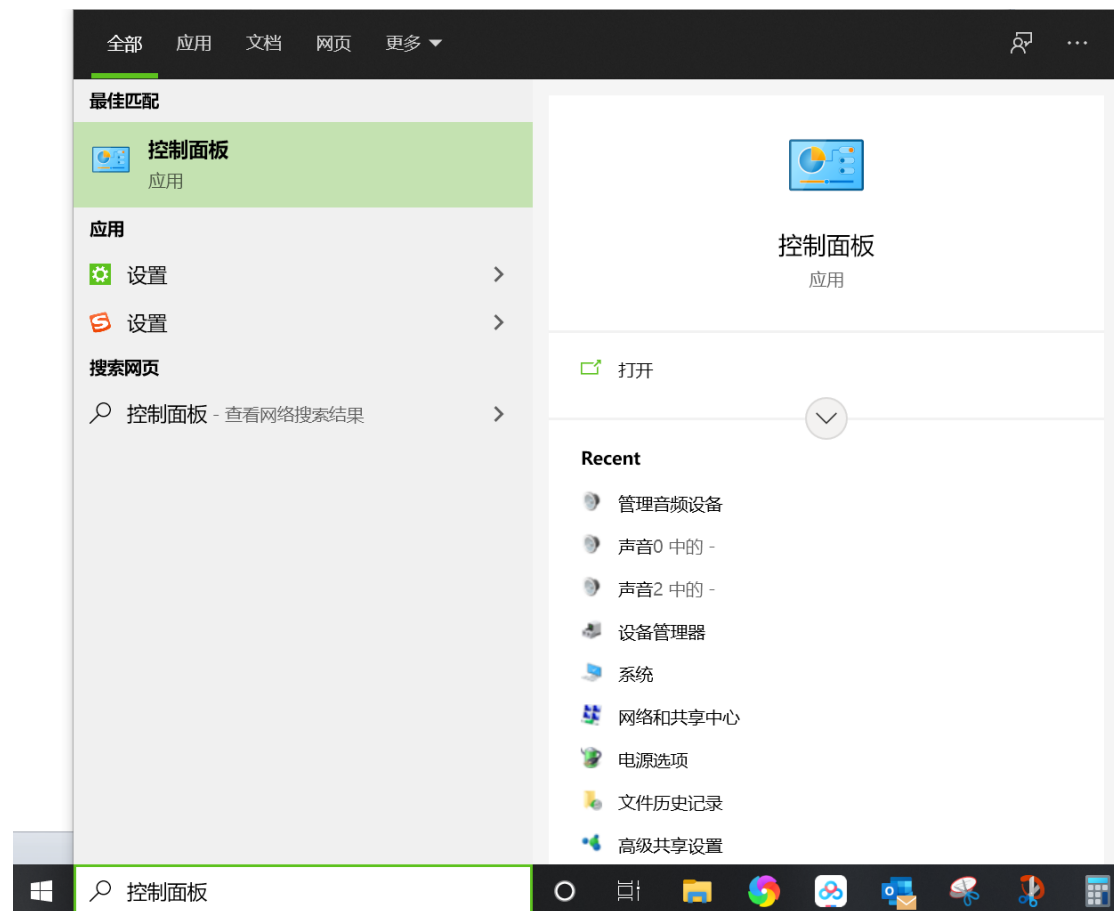 全部 应用 文档 网页 更多
最佳匹配
控制面板
应用
应用
设置
设置
搜索网页
控制面板 - 查看网络搜索结果
控制面板
应用
打开
Recent
管理音频设备
声音0 中的 -
声音2 中的 -
设备管理器
系统
网络和共享中心
电源选项
文件历史记录
高级共享设置
控制面板